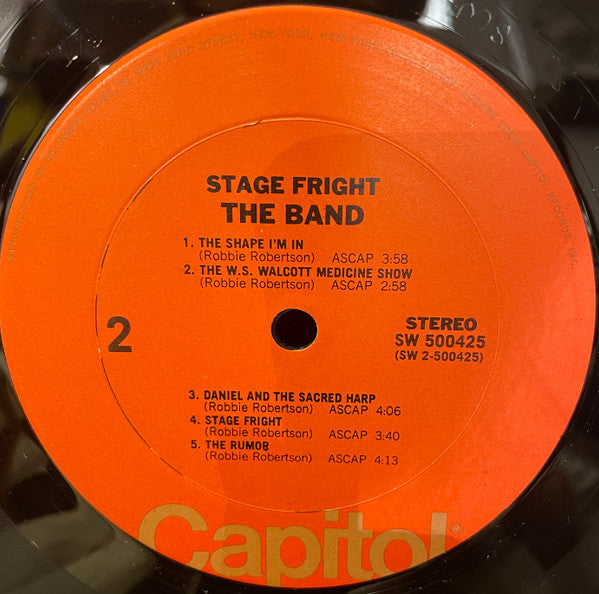 STAGE FRIGHT
THE BAND
1. THE SHAPE I'M IN
(Robbie Robertson) ASCAP 3:58
2. THE W.S. WALCOTT MEDICINE SHOW
(Robbie Robertson) ASCAP 2:58
2
STEREO
SW 500425
(SW 2-500425)
3. DANIEL AND THE SACRED HARP
(Robbie Robertson) ASCAP 4:06
4. STAGE FRIGHT
(Robbie Robertson) ASCAP 3:40
5. THE RUMOR
(Robbie Robertson) ASCAP 4:13
Capitol®